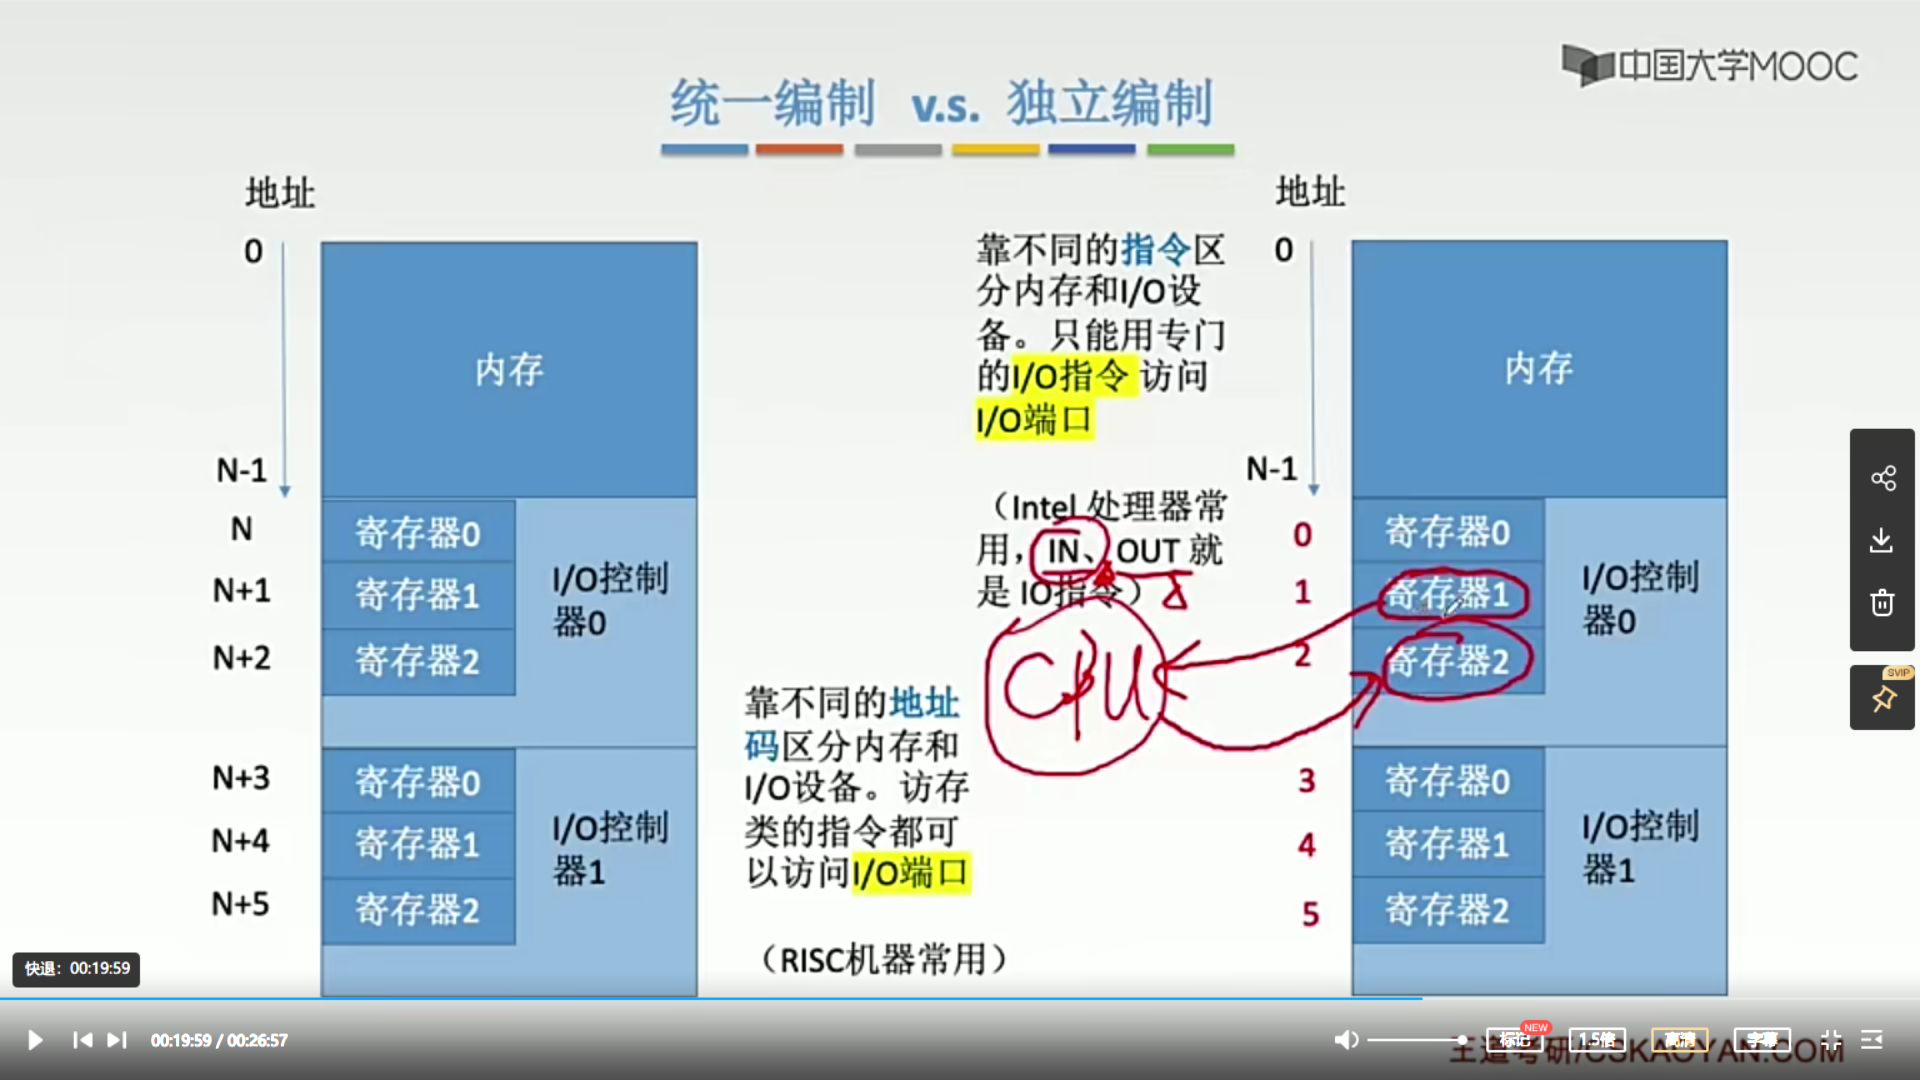 中国大学MOOC
统一编制 v.s. 独立编制
地址
0
N-1
N
N+1
N+2
N+3
N+4
N+5
内存
寄存器0
寄存器1
寄存器2
I/O控制
器0
寄存器0
寄存器1
寄存器2
I/O控制
器1
靠不同的地址
码区分内存和
I/O设备。访存
类的指令都可
以访问I/O端口
（RISC机器常用）
靠不同的指令区
分内存和I/O设
备。只能用专门
的I/O指令 访问
I/O端口
（Intel 处理器常
用，IN、OUT 就
是 IO指令）
CPU
地址
0
N-1
0
1
2
3
4
5
内存
寄存器0
寄存器1
寄存器2
I/O控制
器0
寄存器0
寄存器1
寄存器2
I/O控制
器1
SVIP
快退：00:19:59
00:19:59 / 00:26:57
NEW
标记
1.5倍
高清
字幕
王道考研/CSKAOYAN.COM